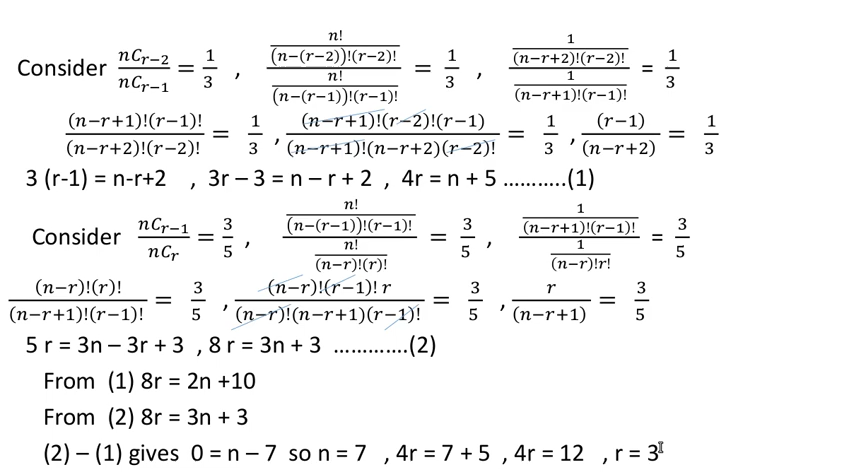 Consider nCr−2/nCr−1 = 1/3 , (n!/((n−(r−2))!(r−2)!))/(n!/((n−(r−1))!(r−1)!)) = 1/3 , (1/((n−r+2)!(r−2)!))/(1/((n−r+1)!(r−1)!)) = 1/3
((n−r+1)!(r−1)!)/((n−r+2)!(r−2)!) = 1/3 , ((n−r+1)!(r−2)!(r−1))/((n−r+1)!(n−r+2)(r−2)!) = 1/3 , (r−1)/(n−r+2) = 1/3
3 (r-1) = n-r+2 , 3r – 3 = n – r + 2 , 4r = n + 5 ………..(1)
Consider nCr−1/nCr = 3/5 , (n!/((n−(r−1))!(r−1)!))/(n!/((n−r)!(r)!)) = 3/5 , (1/((n−r+1)!(r−1)!))/(1/((n−r)!r!)) = 3/5
((n−r)!(r)!)/((n−r+1)!(r−1)!) = 3/5 , ((n−r)!(r−1)! r)/((n−r)!(n−r+1)(r−1)!) = 3/5 , r/(n−r+1) = 3/5
5 r = 3n – 3r + 3 , 8 r = 3n + 3 ………….(2)
From (1) 8r = 2n +10
From (2) 8r = 3n + 3
(2) – (1) gives 0 = n – 7 so n = 7 , 4r = 7 + 5 , 4r = 12 , r = 3